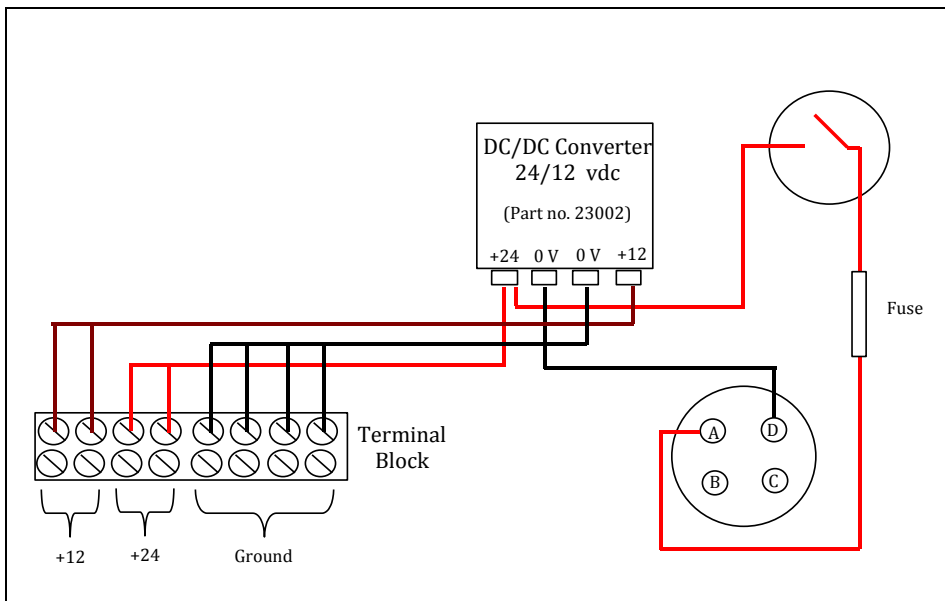 DC/DC Converter
24/12 vdc
(Part no. 23002)
+24 0 V 0 V +12
Fuse
A D
B C
Terminal
Block
+12 +24 Ground